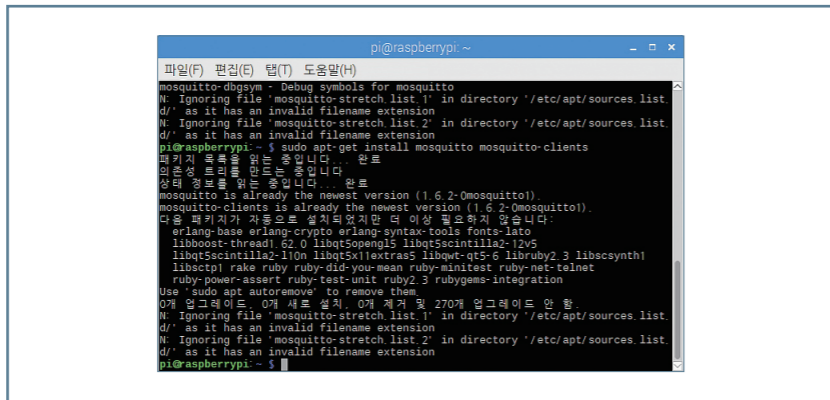 pi@raspberrypi: ~
파일(F) 편집(E) 탭(T) 도움말(H)
mosquitto-dbgsym - Debug symbols for mosquitto
N: Ignoring file 'mosquitto-stretch.list.1' in directory '/etc/apt/sources.list.
d/' as it has an invalid filename extension
N: Ignoring file 'mosquitto-stretch.list.2' in directory '/etc/apt/sources.list.
d/' as it has an invalid filename extension
pi@raspberrypi:~ $ sudo apt-get install mosquitto mosquitto-clients
패키지 목록을 읽는 중입니다... 완료
의존성 트리를 만드는 중입니다
상태 정보를 읽는 중입니다... 완료
mosquitto is already the newest version (1.6.2-0mosquitto1).
mosquitto-clients is already the newest version (1.6.2-0mosquitto1).
다음 패키지가 자동으로 설치되었지만 더 이상 필요하지 않습니다:
erlang-base erlang-crypto erlang-syntax-tools fonts-lato
libboost-thread1.62.0 libqt5opengl5 libqt5scintilla2-12v5
libqt5scintilla2-l10n libqt5x11extras5 libqwt-qt5-6 libruby2.3 libscsynth1
libsctp1 rake ruby ruby-did-you-mean ruby-minitest ruby-net-telnet
ruby-power-assert ruby-test-unit ruby2.3 rubygems-integration
Use 'sudo apt autoremove' to remove them.
0개 업그레이드, 0개 새로 설치, 0개 제거 및 270개 업그레이드 안 함.
N: Ignoring file 'mosquitto-stretch.list.1' in directory '/etc/apt/sources.list.
d/' as it has an invalid filename extension
N: Ignoring file 'mosquitto-stretch.list.2' in directory '/etc/apt/sources.list.
d/' as it has an invalid filename extension
pi@raspberrypi:~ $